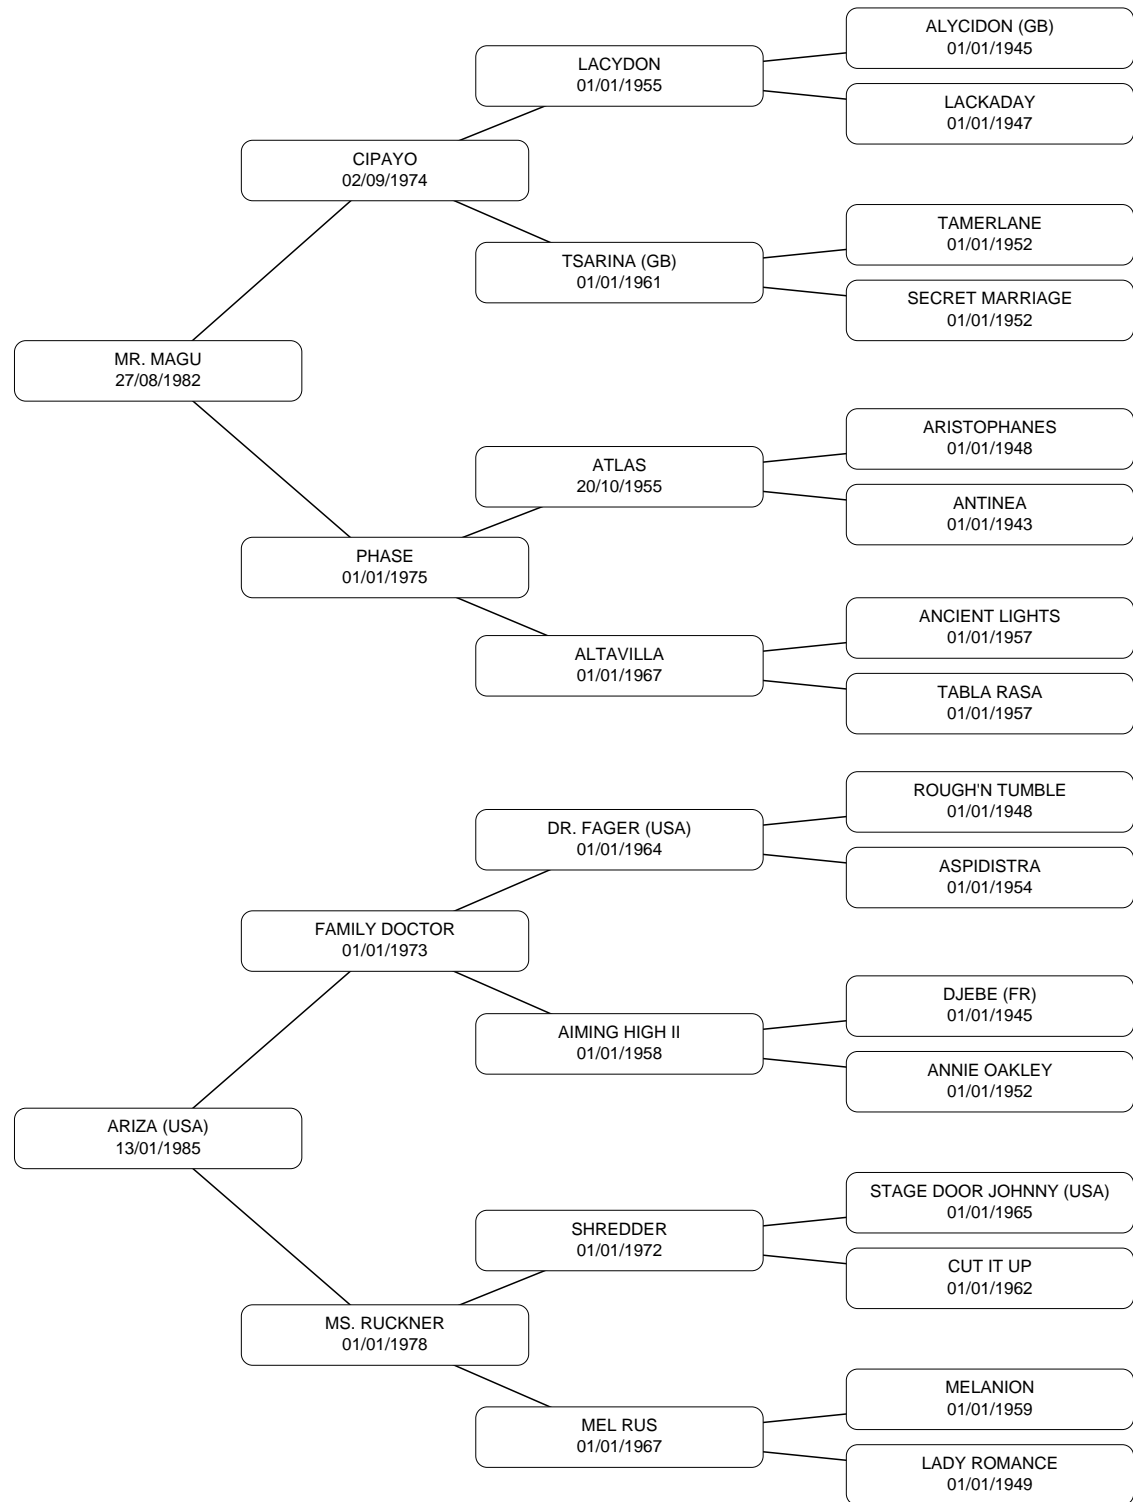 ALYCIDON (GB)
01/01/1945
LACYDON
01/01/1955
LACKADAY
01/01/1947
CIPAYO
02/09/1974
TAMERLANE
01/01/1952
TSARINA (GB)
01/01/1961
SECRET MARRIAGE
01/01/1952
MR. MAGU
27/08/1982
ARISTOPHANES
01/01/1948
ATLAS
20/10/1955
ANTINEA
01/01/1943
PHASE
01/01/1975
ANCIENT LIGHTS
01/01/1957
ALTAVILLA
01/01/1967
TABLA RASA
01/01/1957
ROUGH'N TUMBLE
01/01/1948
DR. FAGER (USA)
01/01/1964
ASPIDISTRA
01/01/1954
FAMILY DOCTOR
01/01/1973
DJEBE (FR)
01/01/1945
AIMING HIGH II
01/01/1958
ANNIE OAKLEY
01/01/1952
ARIZA (USA)
13/01/1985
STAGE DOOR JOHNNY (USA)
01/01/1965
SHREDDER
01/01/1972
CUT IT UP
01/01/1962
MS. RUCKNER
01/01/1978
MELANION
01/01/1959
MEL RUS
01/01/1967
LADY ROMANCE
01/01/1949